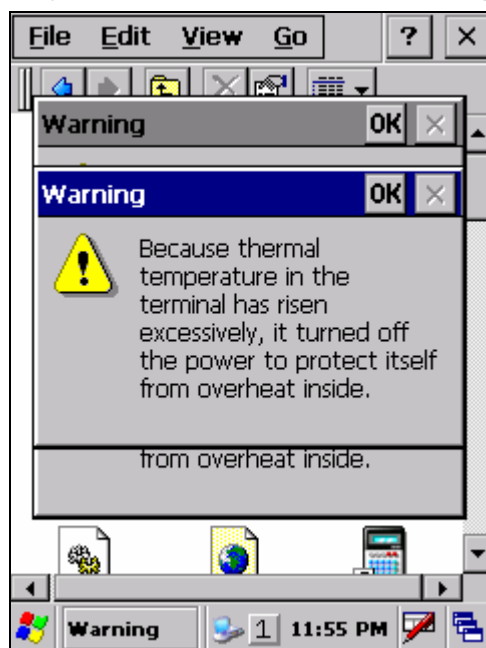 File Edit View Go ?
Warning OK
Warning OK
Because thermal
temperature in the
terminal has risen
excessively, it turned off
the power to protect itself
from overheat inside.
from overheat inside.
Warning 1 11:55 PM